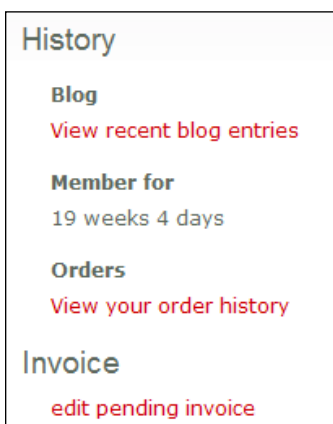 History
Blog
View recent blog entries
Member for
19 weeks 4 days
Orders
View your order history
Invoice
edit pending invoice